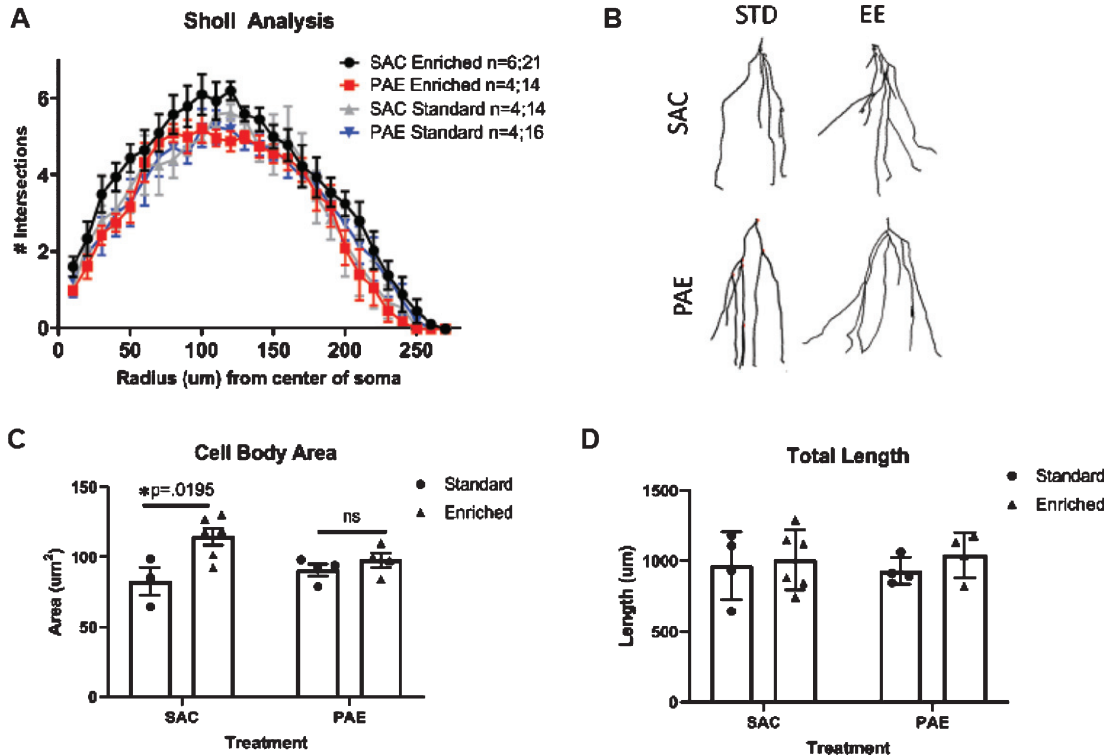 A
Sholl Analysis
SAC Enriched n=6;21
PAE Enriched n=4;14
SAC Standard n=4;14
PAE Standard n=4;16
6
4
2
0
# Intersections
0 50 100 150 200 250
Radius (um) from center of soma
B
STD EE
SAC
PAE
C
Cell Body Area
Standard
Enriched
*p=.0195
ns
150
100
50
0
Area (um²)
SAC PAE
Treatment
D
Total Length
Standard
Enriched
1500
1000
500
0
Length (um)
SAC PAE
Treatment